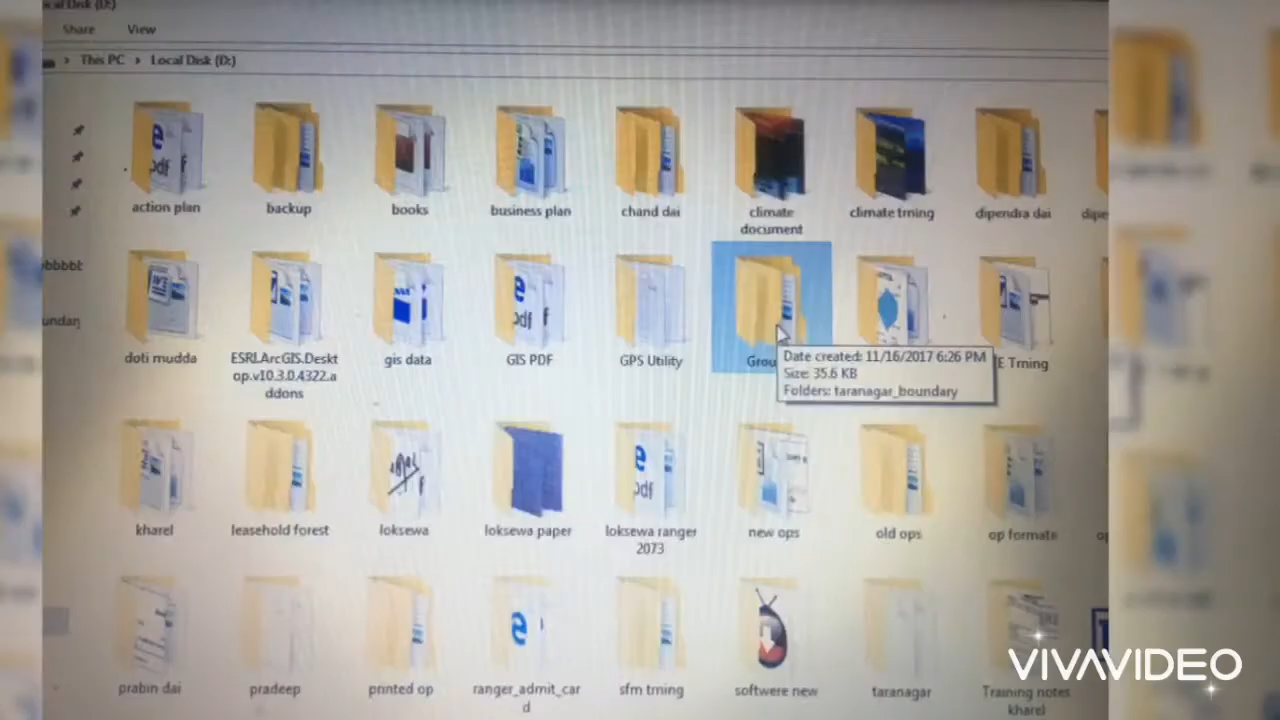 Local Disk (D:)
Share View
This PC > Local Disk (D:)
action plan
backup
books
business plan
chand dai
climate
document
climate trning
dipendra dai
doti mudda
ESRI.ArcGIS.Deskt
op.v10.3.0.4322.a
ddons
gis data
GIS PDF
GPS Utility
Grou
E Trning
Date created: 11/16/2017 6:26 PM
Size: 35.6 KB
Folders: taranagar_boundary
kharel
leasehold forest
loksewa
loksewa paper
loksewa ranger
2073
new ops
old ops
op formate
prabin dai
pradeep
printed op
ranger_admit_car
d
sfm trning
softwere new
taranagar
Training notes
kharel
VIVAVIDEO